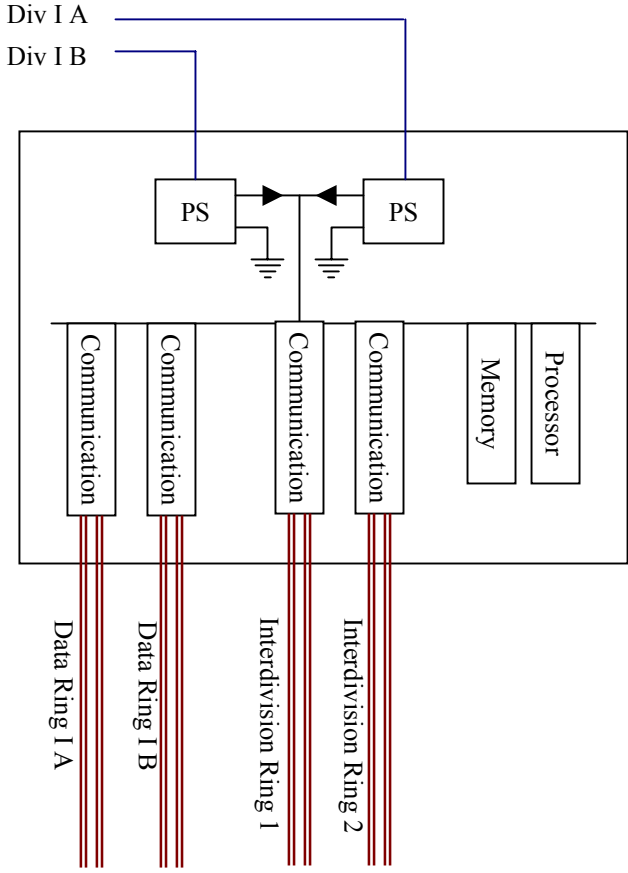 Div I A
Div I B
PS
PS
Communication
Communication
Communication
Communication
Memory
Processor
Data Ring I A
Data Ring I B
Interdivision Ring 1
Interdivision Ring 2